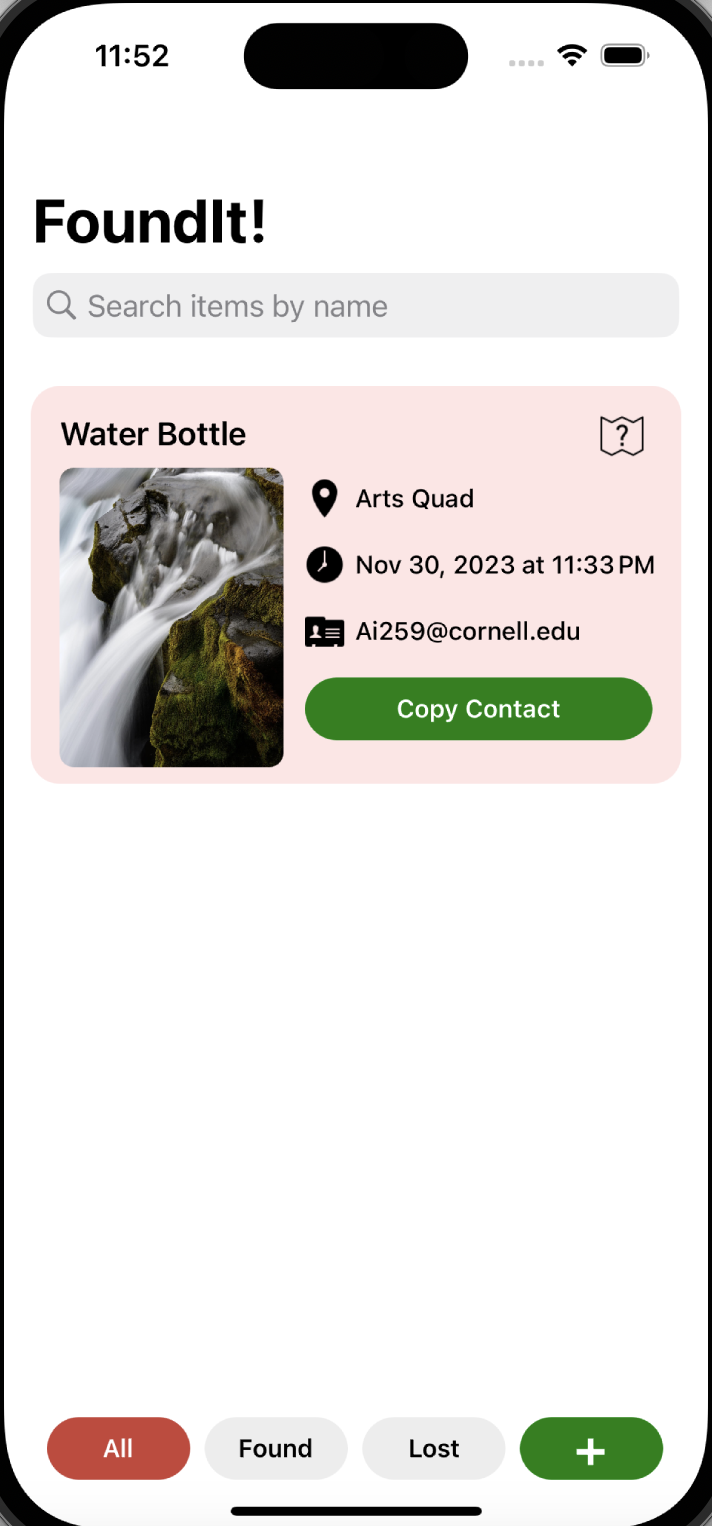 11:52
FoundIt!
Search items by name
Water Bottle
?
Arts Quad
Nov 30, 2023 at 11:33 PM
Ai259@cornell.edu
Copy Contact
All
Found
Lost
+